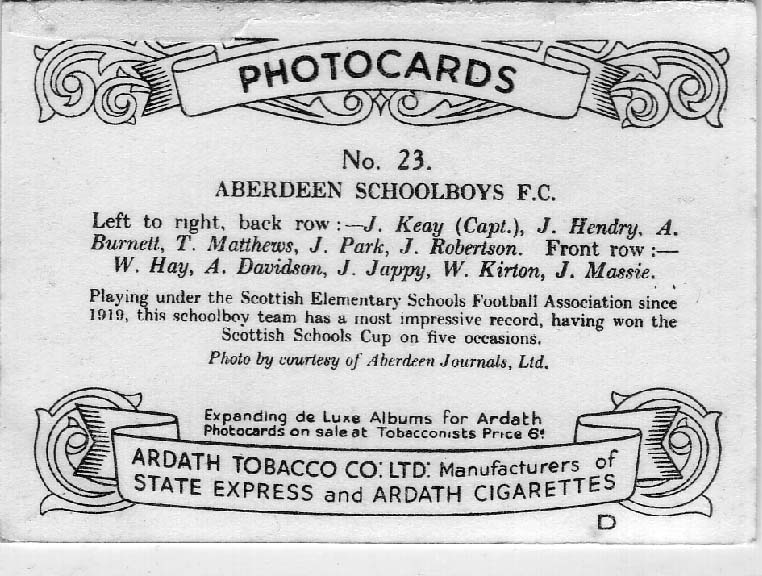 PHOTOCARDS
No. 23.
ABERDEEN SCHOOLBOYS F.C.
Left to right, back row :—J. Keay (Capt.), J. Hendry, A.
Burnett, T. Matthews, J. Park, J. Robertson. Front row :—
W. Hay, A. Davidson, J. Jappy, W. Kirton, J. Massie.
Playing under the Scottish Elementary Schools Football Association since
1919, this schoolboy team has a most impressive record, having won the
Scottish Schools Cup on five occasions.
Photo by courtesy of Aberdeen Journals, Ltd.
Expanding de Luxe Albums for Ardath
Photocards on sale at Tobacconists Price 6ᵈ
ARDATH TOBACCO CO: LTD: Manufacturers of
STATE EXPRESS and ARDATH CIGARETTES
D